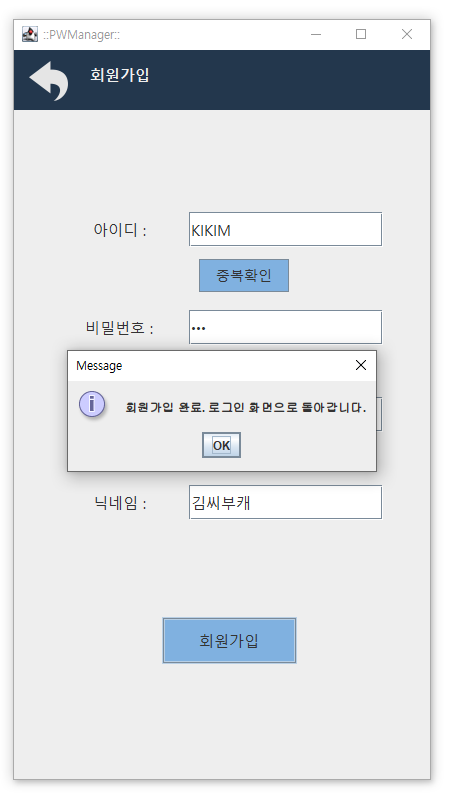 ::PWManager::
회원가입
아이디 :
KIKIM
중복확인
비밀번호 :
•••
Message
회원가입 완료. 로그인 화면으로 돌아갑니다.
OK
닉네임 :
김씨부캐
회원가입